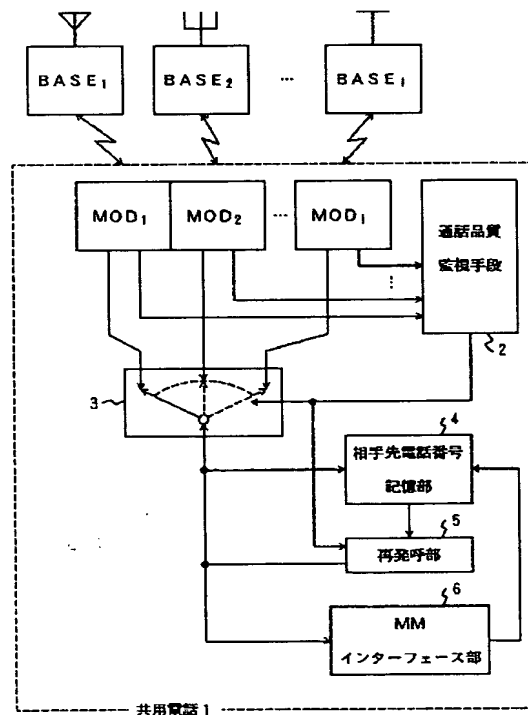 BASE₁ BASE₂ … BASEᵢ
MOD₁ MOD₂ … MODᵢ
通話品質
監視手段
⋮
2
3
4
相手先電話番号
記憶部
5
再発呼部
6
MM
インターフェース部
共用電話1